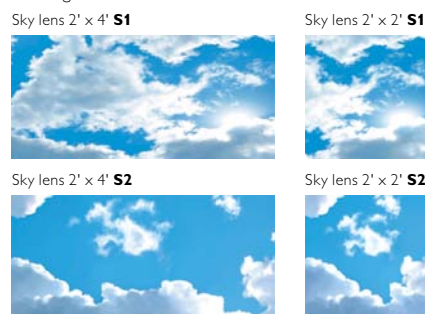 Sky lens 2' x 4' S1
Sky lens 2' x 2' S1
Sky lens 2' x 4' S2
Sky lens 2' x 2' S2